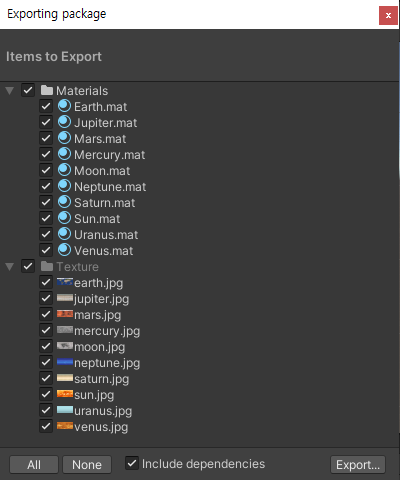 Exporting package
x
Items to Export
Materials
Earth.mat
Jupiter.mat
Mars.mat
Mercury.mat
Moon.mat
Neptune.mat
Saturn.mat
Sun.mat
Uranus.mat
Venus.mat
Texture
earth.jpg
jupiter.jpg
mars.jpg
mercury.jpg
moon.jpg
neptune.jpg
saturn.jpg
sun.jpg
uranus.jpg
venus.jpg
All None Include dependencies Export...